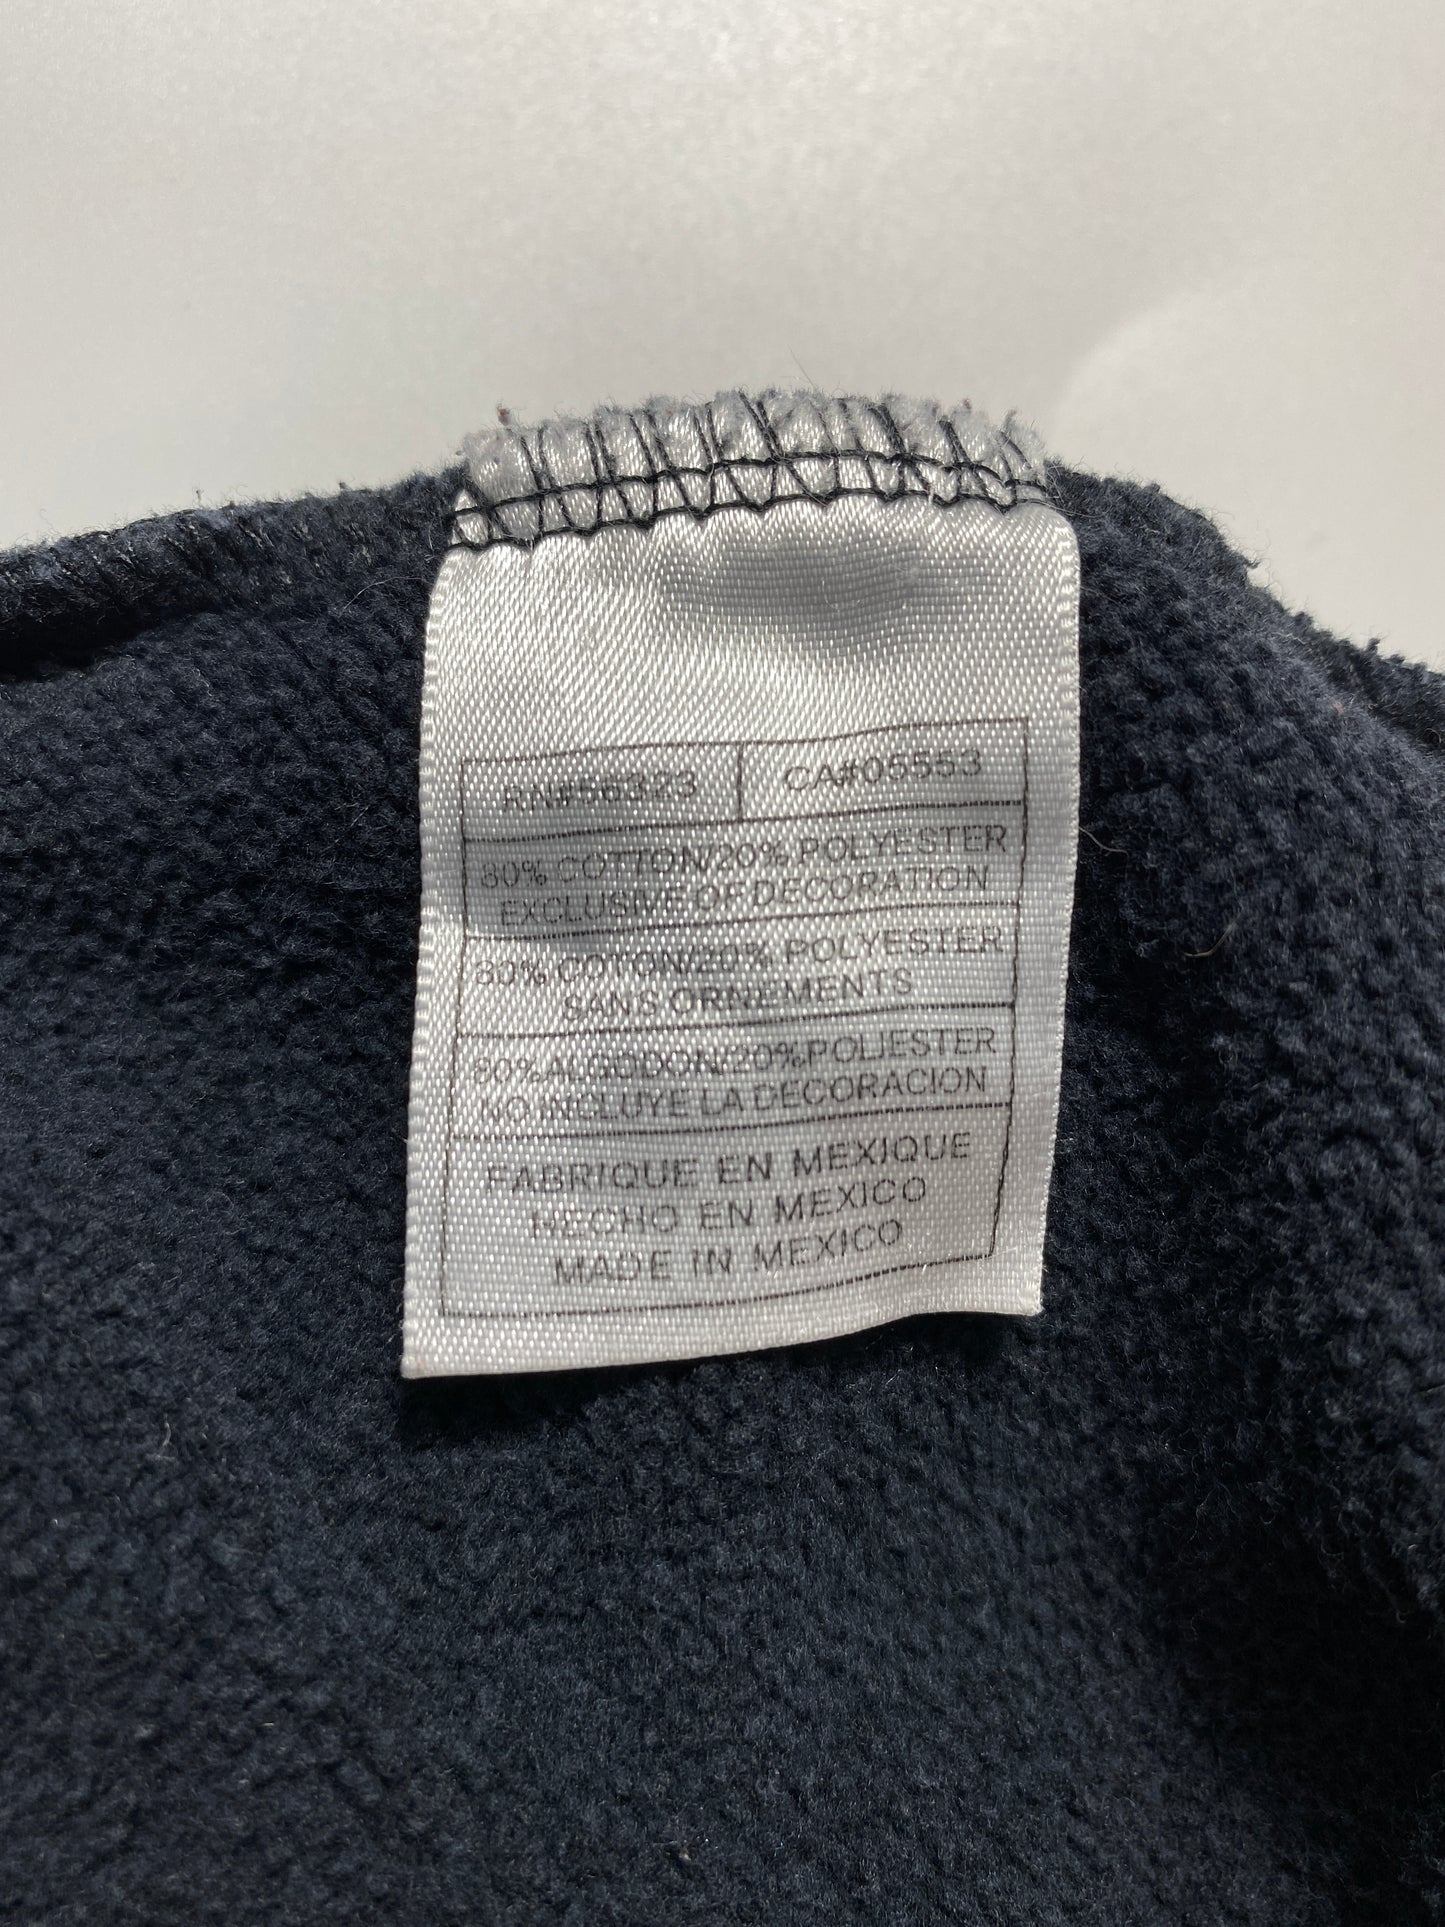 RN#56323 CA#05553
80% COTTON/20% POLYESTER
EXCLUSIVE OF DECORATION
80% COTON/20% POLYESTER
SANS ORNEMENTS
80% ALGODON/20% POLIESTER
NO INCLUYE LA DECORACION
FABRIQUE EN MEXIQUE
HECHO EN MEXICO
MADE IN MEXICO